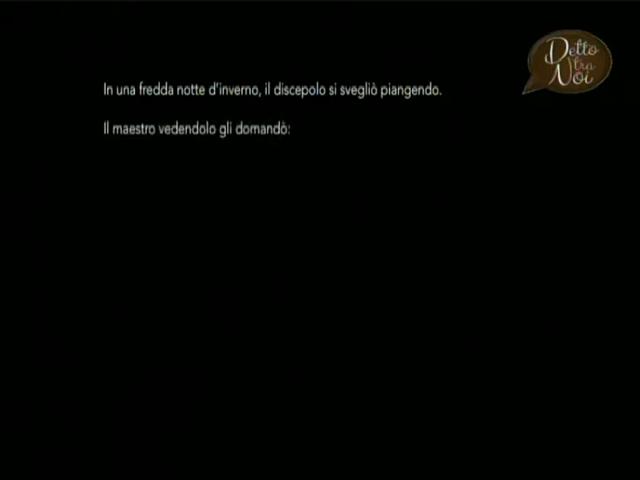 Detto
tra
Noi
In una fredda notte d'inverno, il discepolo si svegliò piangendo.
Il maestro vedendolo gli domandò: